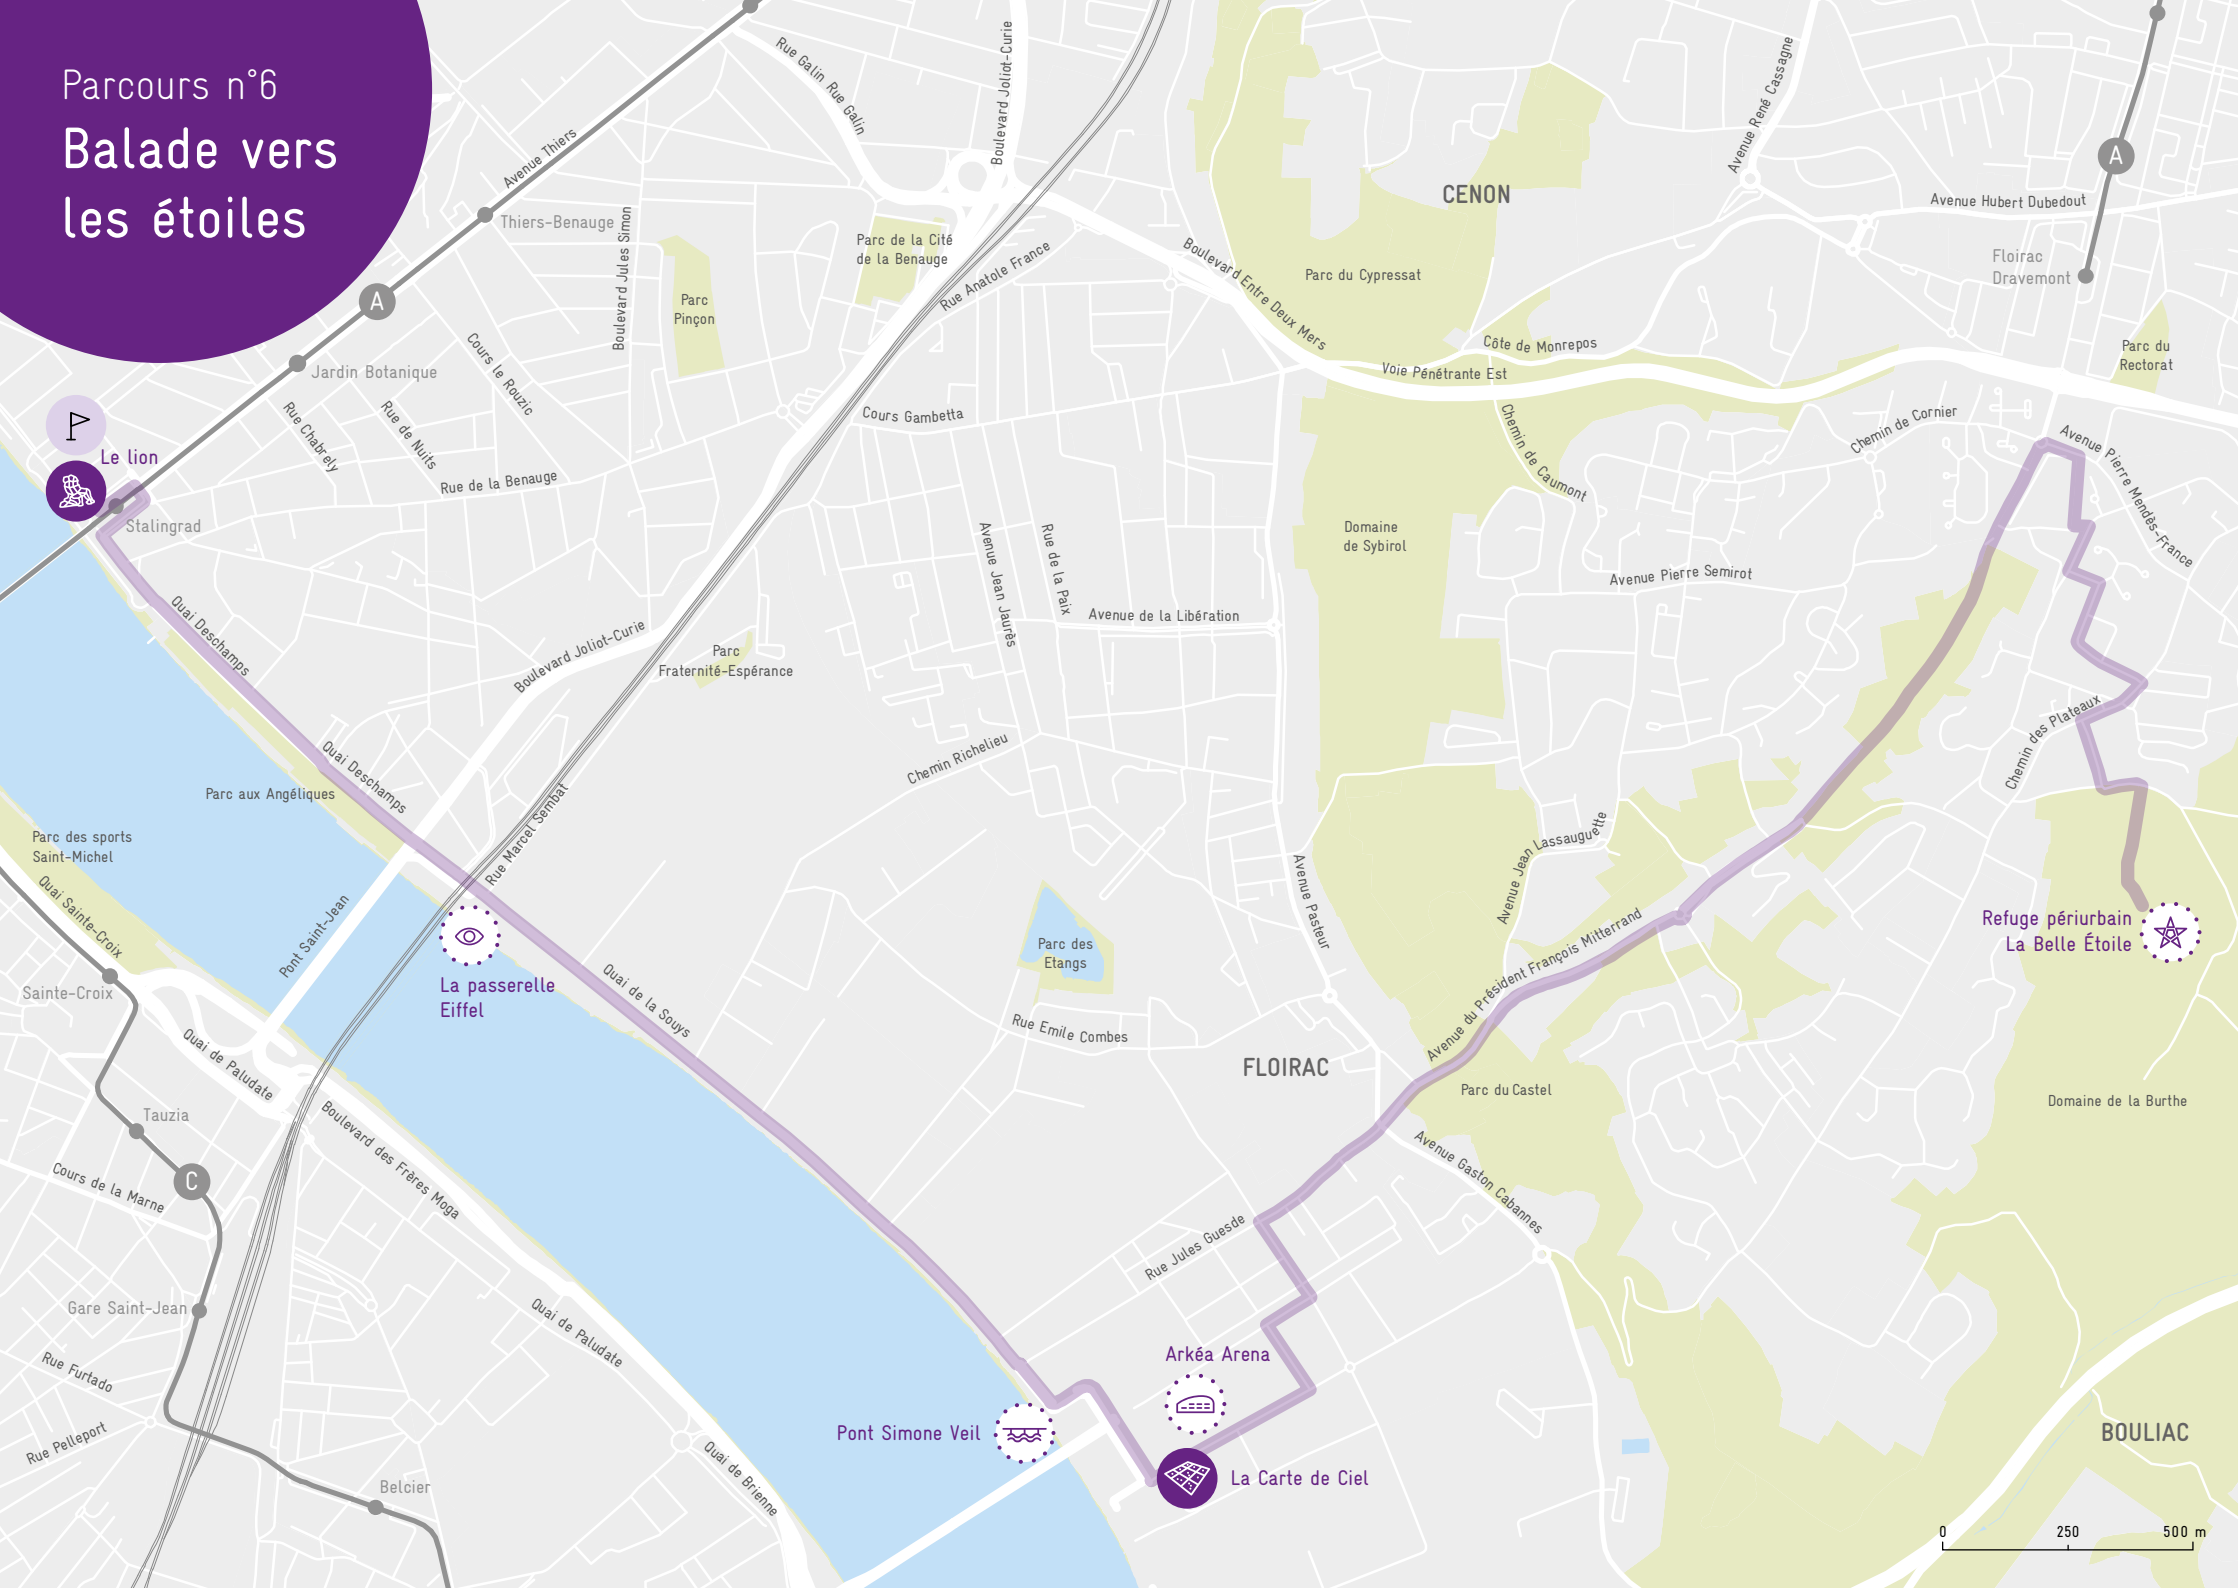 Parcours n°6
Balade vers
les étoiles
Rue Galin
Rue Galin
Boulevard Joliot-Curie
Avenue Thiers
Thiers-Benauge
Boulevard Jules Simon
A
Jardin Botanique
Cours le Rouzic
Rue de Nuits
Rue Chabrely
Rue de la Benauge
Parc
Pinçon
Parc de la Cité
de la Benauge
Rue Anatole France
Boulevard Entre Deux Mers
Cours Gambetta
CENON
Parc du Cypressat
Avenue René Cassagne
A
Avenue Hubert Dubedout
Floirac
Dravemont
Côte de Monrepos
Voie Pénétrante Est
Parc du
Rectorat
Chemin de Caumont
Chemin de Cornier
Avenue Pierre Mendès-France
Le lion
Stalingrad
Quai Deschamps
Quai Deschamps
Parc aux Angéliques
Boulevard Joliot-Curie
Parc
Fraternité-Espérance
Avenue Jean Jaurès
Rue de la Paix
Avenue de la Libération
Domaine
de Sybirol
Avenue Pierre Semirot
Chemin Richelieu
Chemin des Plateaux
Parc des sports
Saint-Michel
Quai Sainte-Croix
Pont Saint-Jean
Rue Marcel Sembat
La passerelle
Eiffel
Quai de la Souys
Parc des
Etangs
Rue Emile Combes
Avenue Pasteur
Avenue Jean Lassauguette
Avenue du Président François Mitterrand
Refuge périurbain
La Belle Étoile
Sainte-Croix
Quai de Paludate
FLOIRAC
Parc du Castel
Domaine de la Burthe
Tauzia
C
Cours de la Marne
Boulevard des Frères Moga
Avenue Gaston Cabannes
Rue Jules Guesde
Gare Saint-Jean
Quai de Paludate
Rue Furtado
Rue Pelleport
Belcier
Quai de Brienne
Arkéa Arena
Pont Simone Veil
La Carte de Ciel
BOULIAC
0 250 500 m